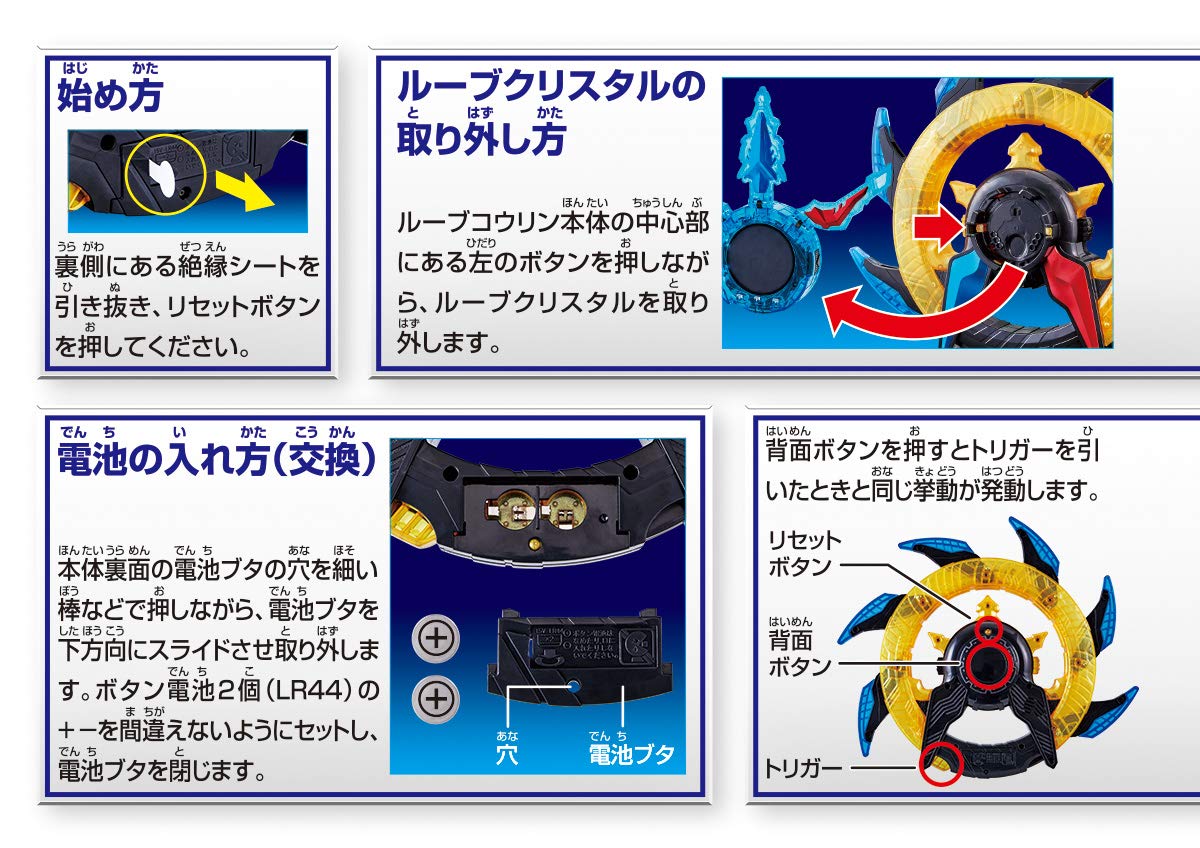 始め方
裏側にある絶縁シートを
引き抜き、リセットボタン
を押してください。
ルーブクリスタルの
取り外し方
ルーブコウリン本体の中心部
にある左のボタンを押しなが
ら、ルーブクリスタルを取り
外します。
電池の入れ方(交換)
本体裏面の電池ブタの穴を細い
棒などで押しながら、電池ブタを
下方向にスライドさせ取り外しま
す。ボタン電池2個(LR44)の
+−を間違えないようにセットし、
電池ブタを閉じます。
穴
電池ブタ
背面ボタンを押すとトリガーを引
いたときと同じ挙動が発動します。
リセット
ボタン
背面
ボタン
トリガー